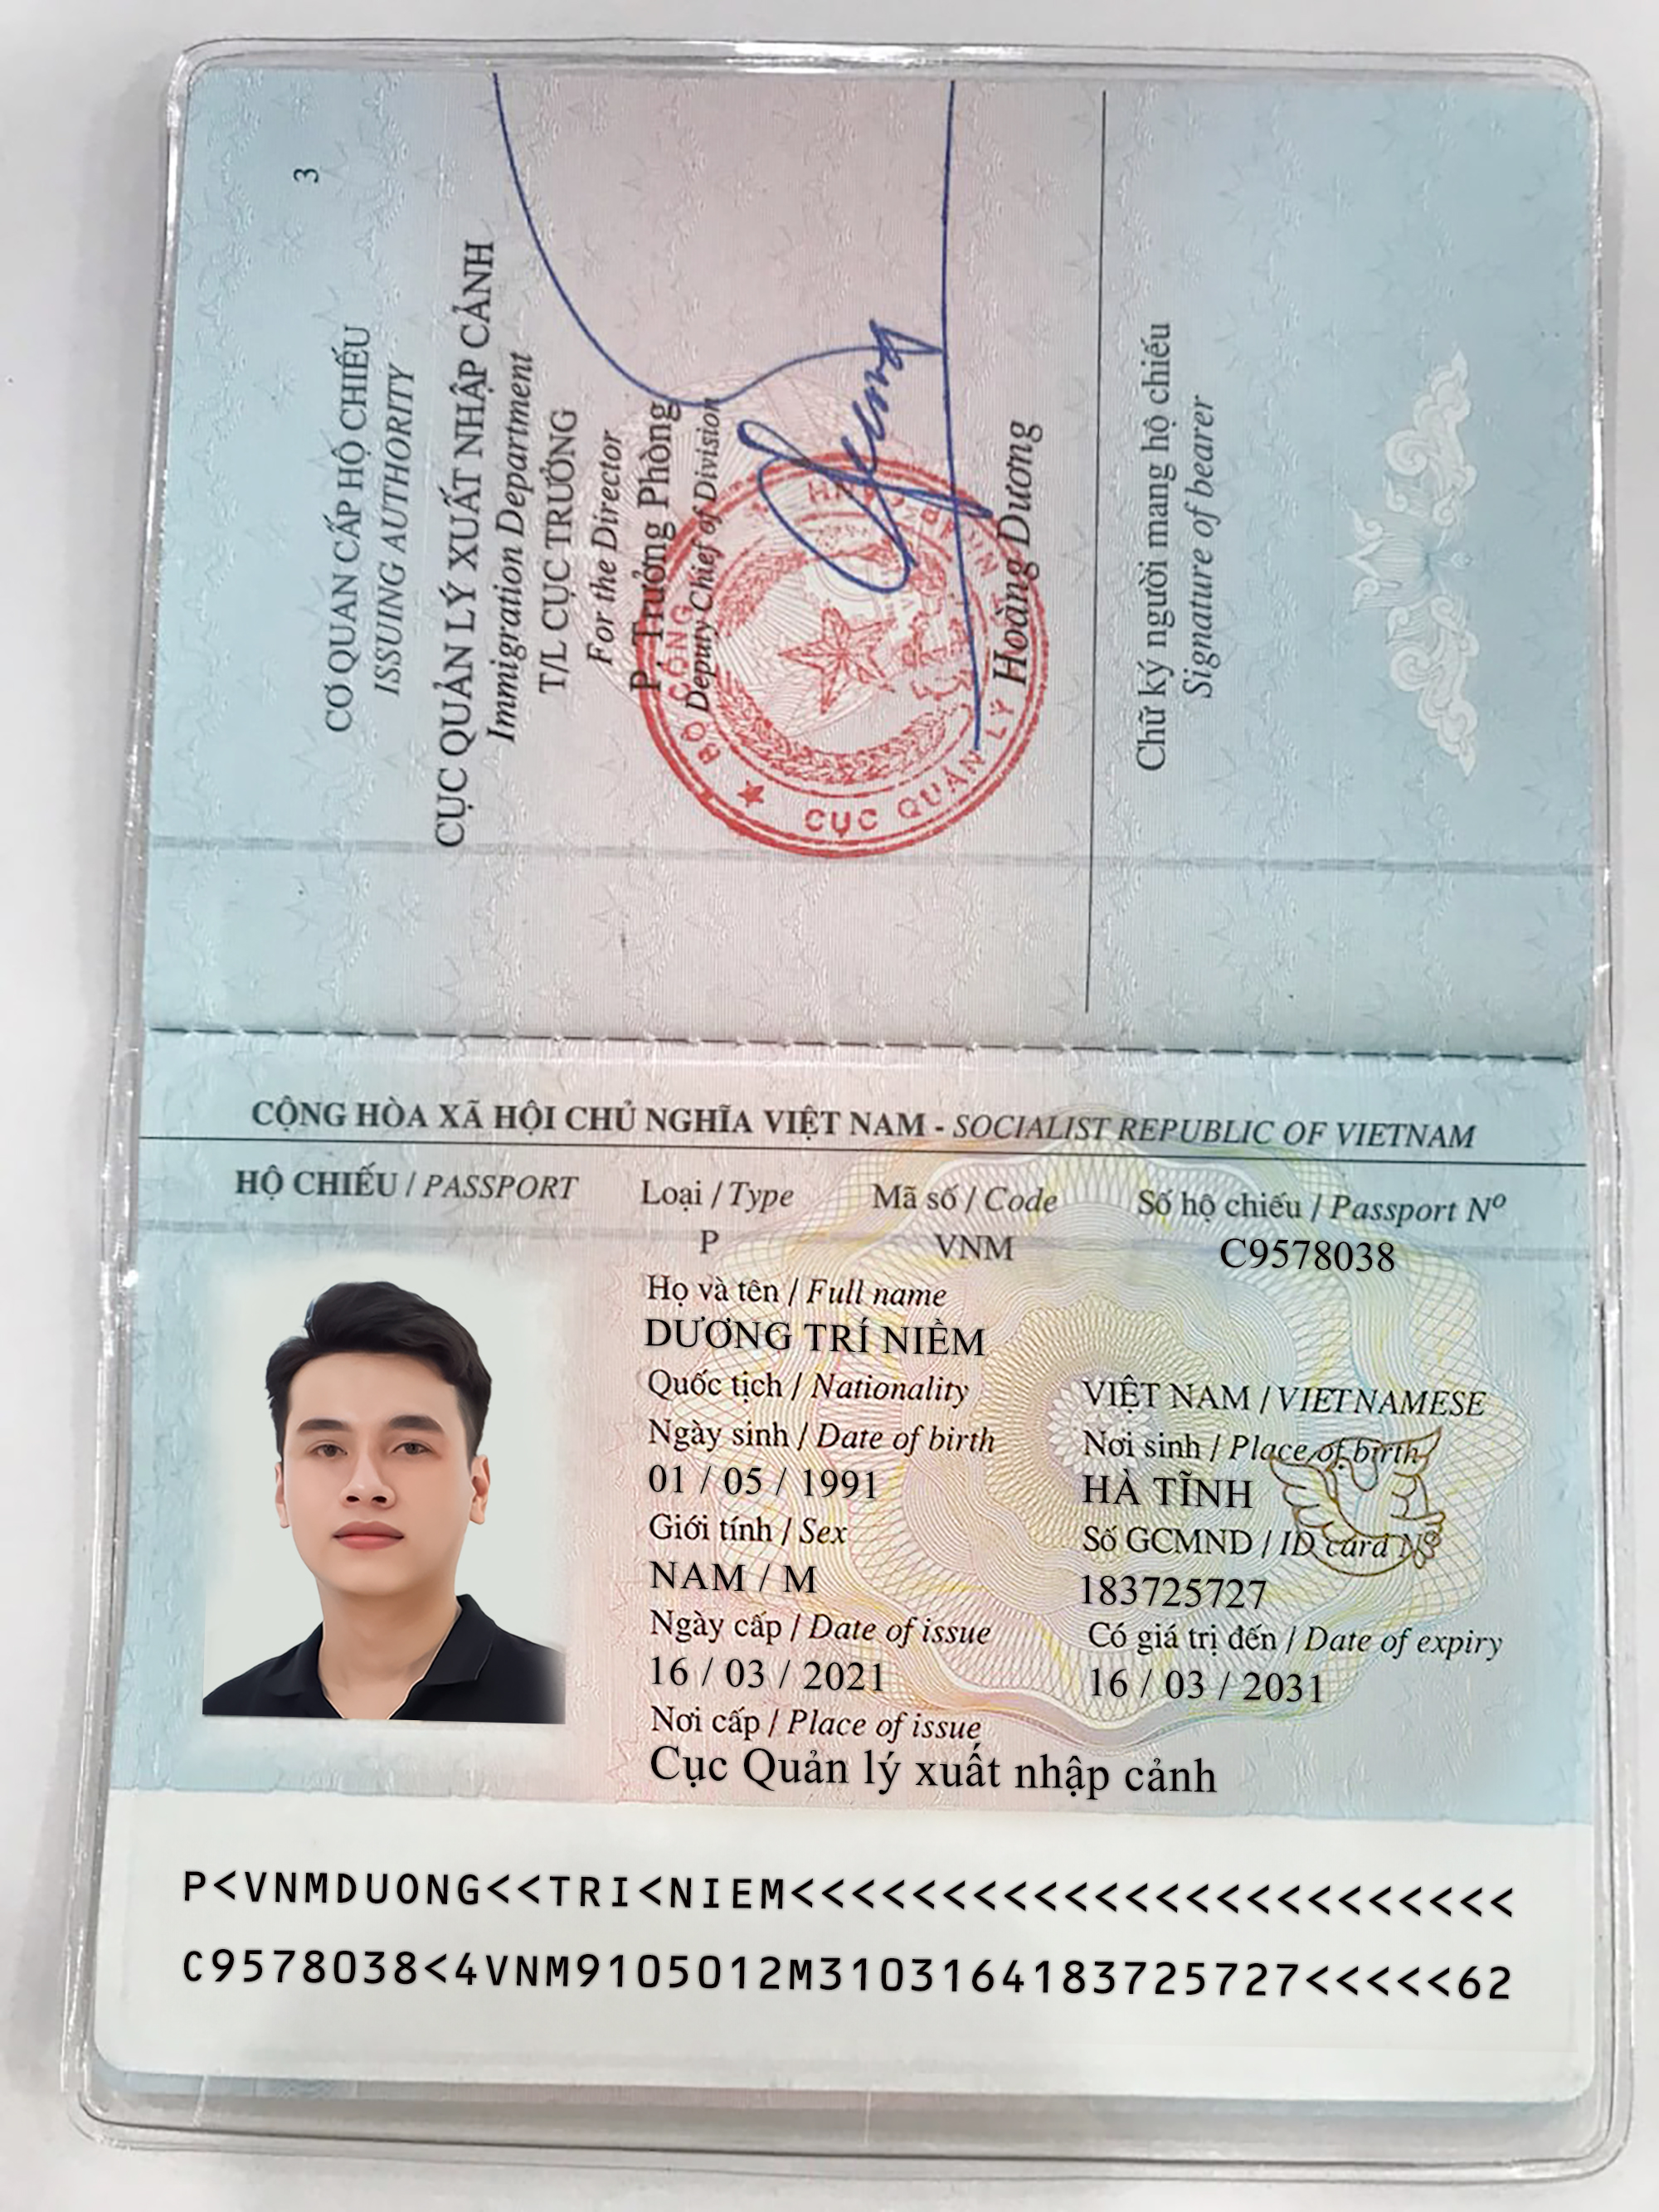 3
CƠ QUAN CẤP HỘ CHIẾU
ISSUING AUTHORITY
CỤC QUẢN LÝ XUẤT NHẬP CẢNH
Immigration Department
T/L CỤC TRƯỞNG
For the Director
P. Trưởng Phòng
Deputy Chief of Division
BỘ CÔNG
CỤC QUẢN LÝ
Hoàng Dương
Chữ ký người mang hộ chiếu
Signature of bearer
CỘNG HÒA XÃ HỘI CHỦ NGHĨA VIỆT NAM - SOCIALIST REPUBLIC OF VIETNAM
HỘ CHIẾU / PASSPORT Loại / Type Mã số / Code Số hộ chiếu / Passport Nº
P VNM C9578038
Họ và tên / Full name
DƯƠNG TRÍ NIỀM
Quốc tịch / Nationality VIỆT NAM / VIETNAMESE
Ngày sinh / Date of birth Nơi sinh / Place of birth
01 / 05 / 1991 HÀ TĨNH
Giới tính / Sex Số GCMND / ID card Nº
NAM / M 183725727
Ngày cấp / Date of issue Có giá trị đến / Date of expiry
16 / 03 / 2021 16 / 03 / 2031
Nơi cấp / Place of issue
Cục Quản lý xuất nhập cảnh
P<VNMDUONG<<TRI<NIEM<<<<<<<<<<<<<<<<<<<<<<<<
C9578038<4VNM9105012M3103164183725727<<<<<62